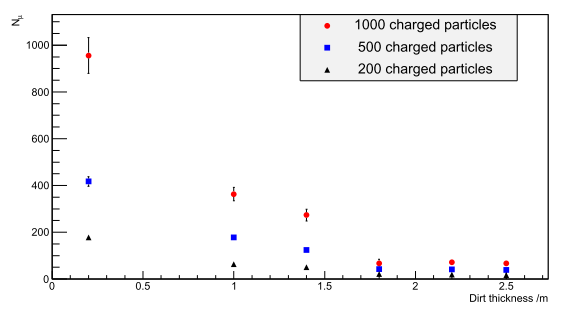 N_μ
1000 charged particles
500 charged particles
200 charged particles
1000
800
600
400
200
0
0 0.5 1 1.5 2 2.5
Dirt thickness /m